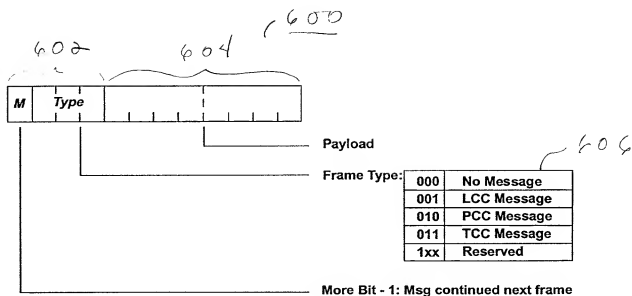 600
602 604
M Type
Payload
606
Frame Type:
000 No Message
001 LCC Message
010 PCC Message
011 TCC Message
1xx Reserved
More Bit - 1: Msg continued next frame